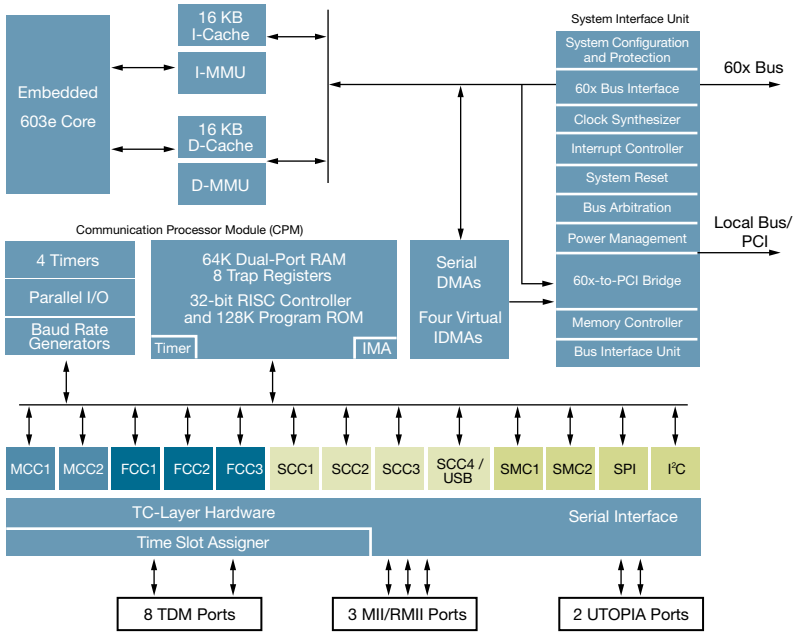 16 KB
I-Cache
I-MMU
Embedded
603e Core
16 KB
D-Cache
D-MMU
System Interface Unit
System Configuration
and Protection
60x Bus Interface
Clock Synthesizer
Interrupt Controller
System Reset
Bus Arbitration
Power Management
60x-to-PCI Bridge
Memory Controller
Bus Interface Unit
60x Bus
Local Bus/
PCI
Communication Processor Module (CPM)
4 Timers
Parallel I/O
Baud Rate
Generators
64K Dual-Port RAM
8 Trap Registers
32-bit RISC Controller
and 128K Program ROM
Timer
IMA
Serial
DMAs
Four Virtual
IDMAs
MCC1
MCC2
FCC1
FCC2
FCC3
SCC1
SCC2
SCC3
SCC4 /
USB
SMC1
SMC2
SPI
I²C
TC-Layer Hardware
Serial Interface
Time Slot Assigner
8 TDM Ports
3 MII/RMII Ports
2 UTOPIA Ports